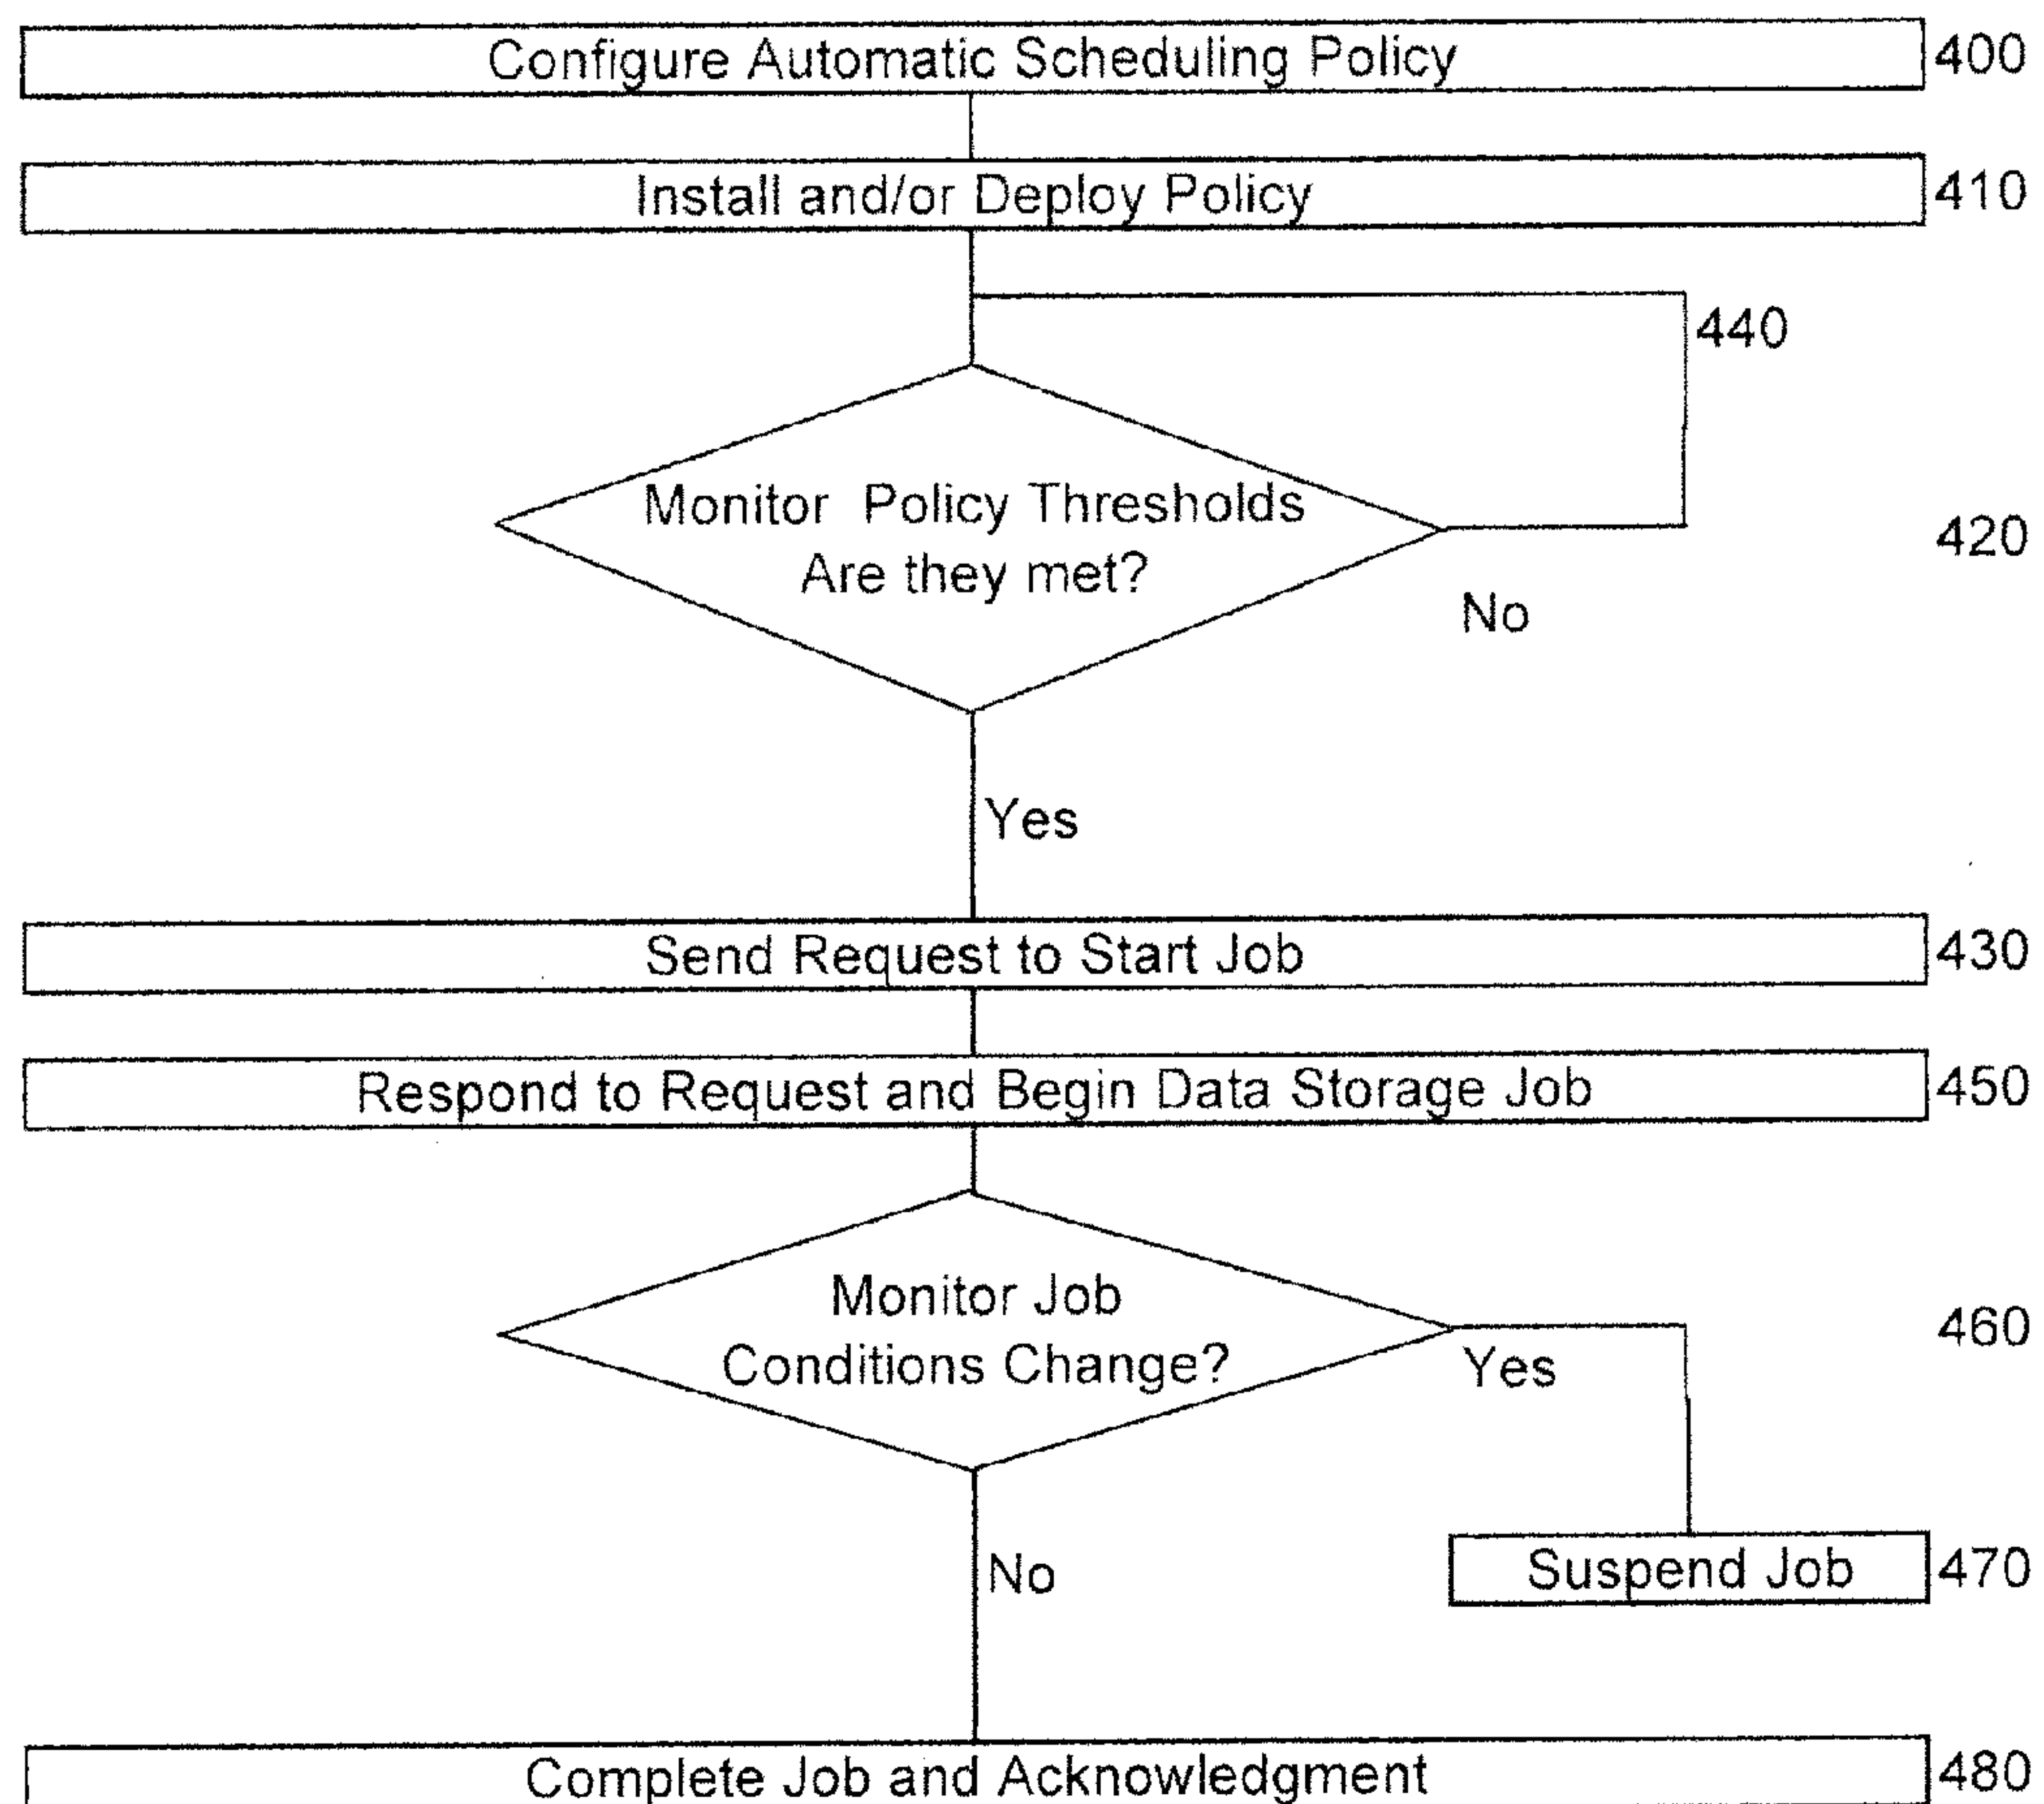 Configure Automatic Scheduling Policy 400
Install and/or Deploy Policy 410
440
Monitor Policy Thresholds
Are they met?
420
No
Yes
Send Request to Start Job 430
Respond to Request and Begin Data Storage Job 450
Monitor Job
Conditions Change?
460
Yes
No
Suspend Job 470
Complete Job and Acknowledgment 480